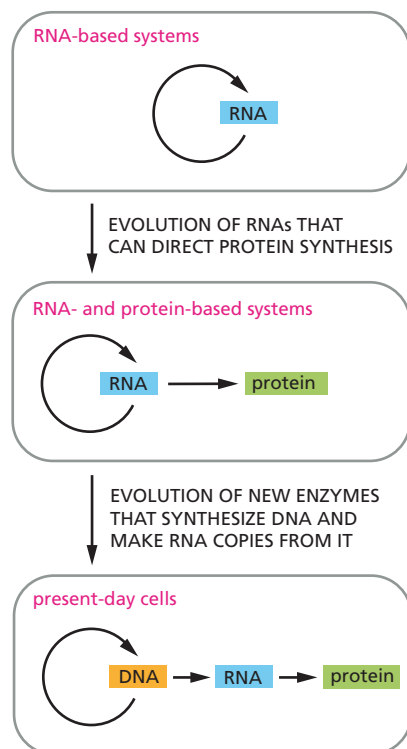 RNA-based systems
RNA
EVOLUTION OF RNAs THAT
CAN DIRECT PROTEIN SYNTHESIS
RNA- and protein-based systems
RNA protein
EVOLUTION OF NEW ENZYMES
THAT SYNTHESIZE DNA AND
MAKE RNA COPIES FROM IT
present-day cells
DNA RNA protein